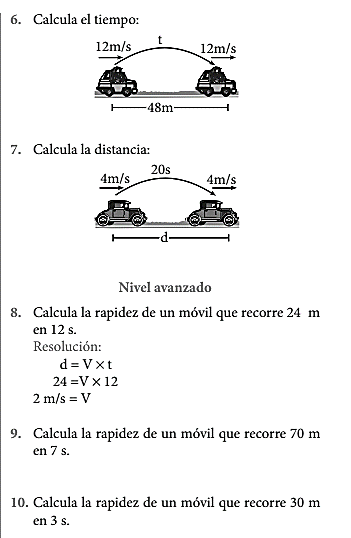 6. Calcula el tiempo:
12m/s t 12m/s
48m
7. Calcula la distancia:
4m/s 20s 4m/s
d
Nivel avanzado
8. Calcula la rapidez de un móvil que recorre 24 m
en 12 s.
Resolución:
d = V × t
24 =V × 12
2 m/s = V
9. Calcula la rapidez de un móvil que recorre 70 m
en 7 s.
10. Calcula la rapidez de un móvil que recorre 30 m
en 3 s.